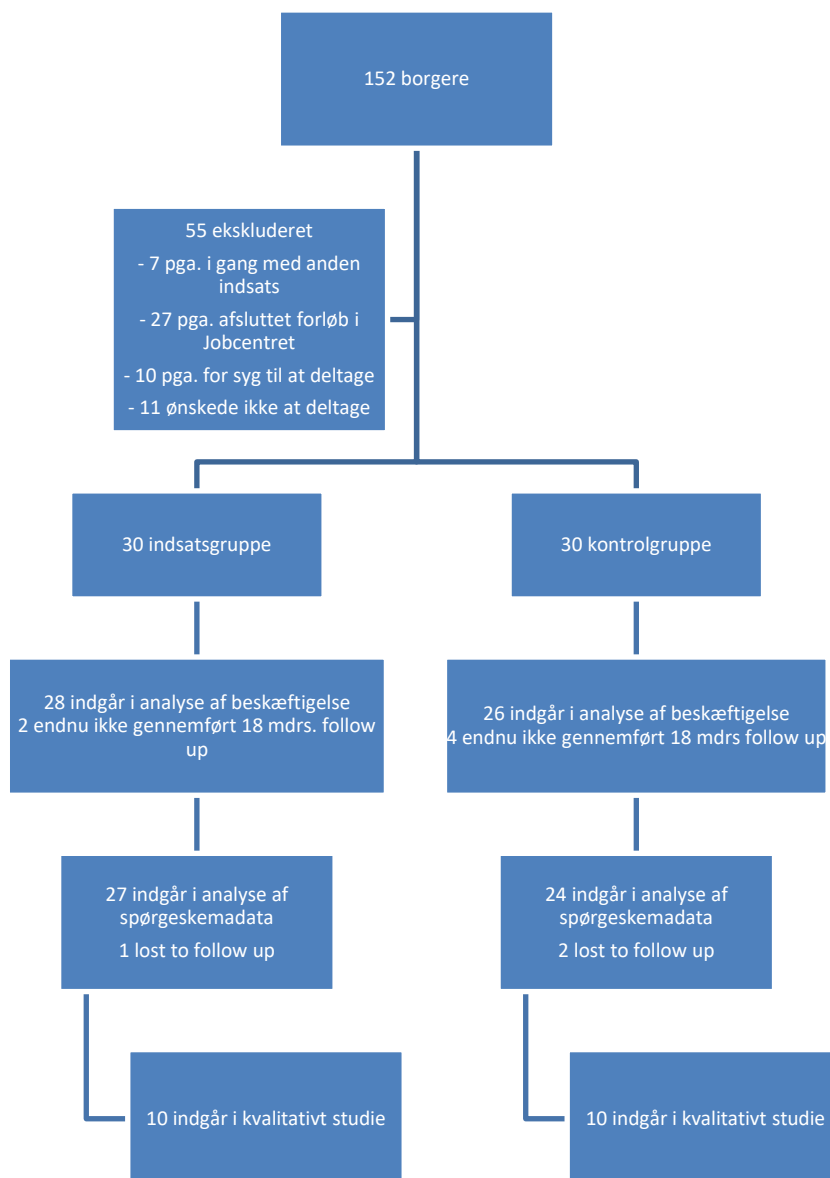 152 borgere
55 ekskluderet
- 7 pga. i gang med anden
indsats
- 27 pga. afsluttet forløb i
Jobcentret
- 10 pga. for syg til at deltage
- 11 ønskede ikke at deltage
30 indsatsgruppe
30 kontrolgruppe
28 indgår i analyse af beskæftigelse
2 endnu ikke gennemført 18 mdrs. follow
up
26 indgår i analyse af beskæftigelse
4 endnu ikke gennemført 18 mdrs follow up
27 indgår i analyse af
spørgeskemadata
1 lost to follow up
24 indgår i analyse af
spørgeskemadata
2 lost to follow up
10 indgår i kvalitativt studie
10 indgår i kvalitativt studie